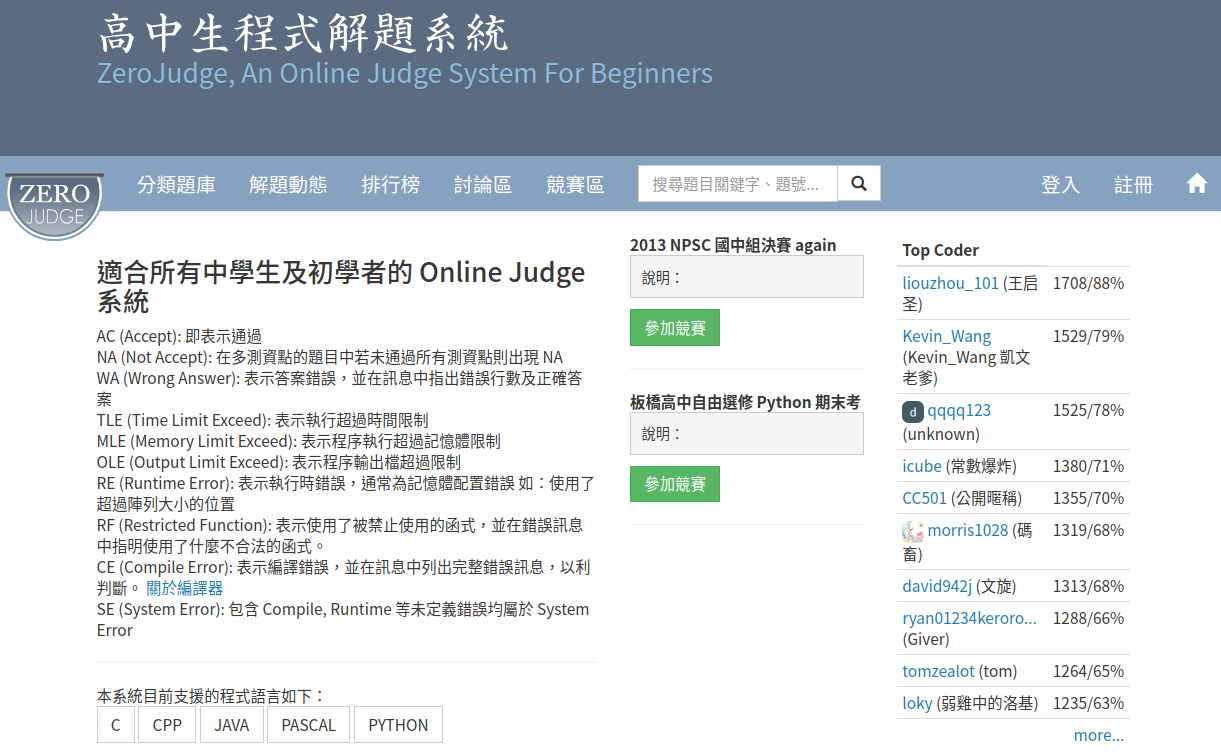 高中生程式解題系統
ZeroJudge, An Online Judge System For Beginners
ZERO
JUDGE
分類題庫 解題動態 排行榜 討論區 競賽區 搜尋題目關鍵字、題號... 登入 註冊
適合所有中學生及初學者的 Online Judge
系統
AC (Accept): 即表示通過
NA (Not Accept): 在多測資點的題目中若未通過所有測資點則出現 NA
WA (Wrong Answer): 表示答案錯誤，並在訊息中指出錯誤行數及正確答
案
TLE (Time Limit Exceed): 表示執行超過時間限制
MLE (Memory Limit Exceed): 表示程序執行超過記憶體限制
OLE (Output Limit Exceed): 表示程序輸出檔超過限制
RE (Runtime Error): 表示執行時錯誤，通常為記憶體配置錯誤 如：使用了
超過陣列大小的位置
RF (Restricted Function): 表示使用了被禁止使用的函式，並在錯誤訊息
中指明使用了什麼不合法的函式。
CE (Compile Error): 表示編譯錯誤，並在訊息中列出完整錯誤訊息，以利
判斷。 關於編譯器
SE (System Error): 包含 Compile, Runtime 等未定義錯誤均屬於 System
Error
本系統目前支援的程式語言如下：
C CPP JAVA PASCAL PYTHON
2013 NPSC 國中組決賽 again
說明：
參加競賽
板橋高中自由選修 Python 期末考
說明：
參加競賽
Top Coder
liouzhou_101 (王启 1708/88%
圣)
Kevin_Wang 1529/79%
(Kevin_Wang 凱文
老爹)
d qqqq123 1525/78%
(unknown)
icube (常數爆炸) 1380/71%
CC501 (公開暱稱) 1355/70%
morris1028 (碼 1319/68%
畜)
david942j (文旋) 1313/68%
ryan01234keroro... 1288/66%
(Giver)
tomzealot (tom) 1264/65%
loky (弱雞中的洛基) 1235/63%
more...